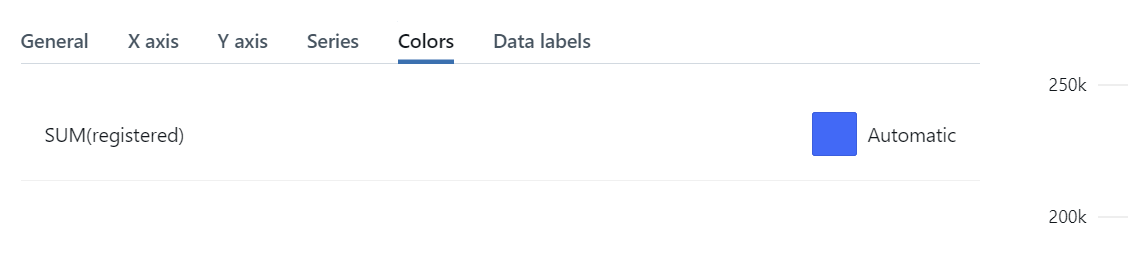 General X axis Y axis Series Colors Data labels
250k
SUM(registered) Automatic
200k